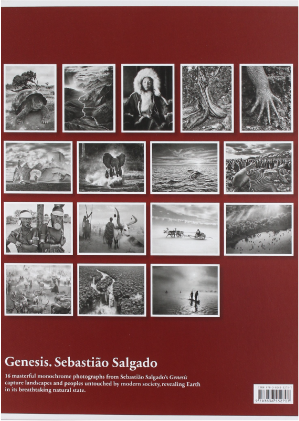 Genesis. Sebastião Salgado
16 masterful monochrome photographs from Sebastião Salgado's Genesis
capture landscapes and peoples untouched by modern society, revealing Earth
in its breathtaking natural state.